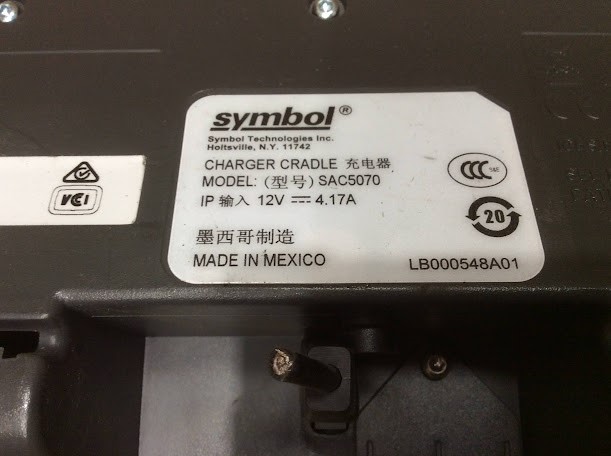 symbol®
Symbol Technologies Inc.
Holtsville, N.Y. 11742
CHARGER CRADLE 充电器
MODEL: (型号) SAC5070
IP 输入 12V ⎓ 4.17A
墨西哥制造
MADE IN MEXICO
LB000548A01
CCC
20
VCI